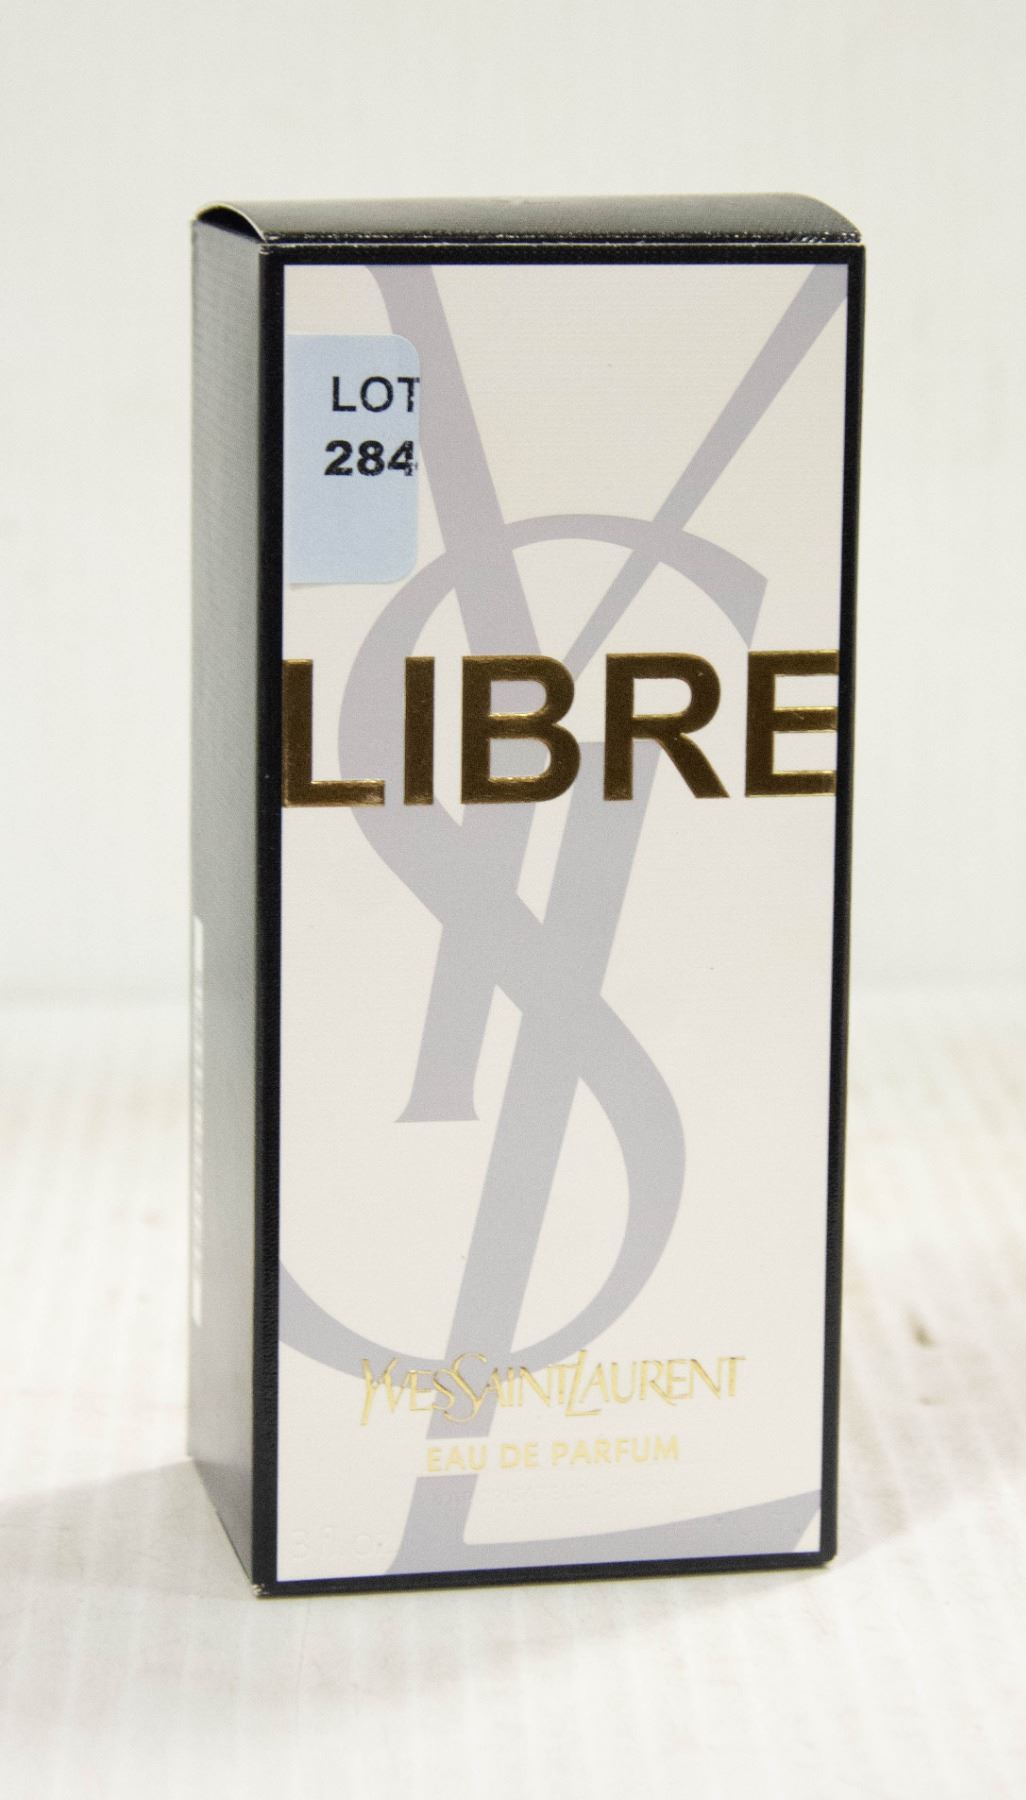 LOT
284
LIBRE
YVESSAINTLAURENT
EAU DE PARFUM